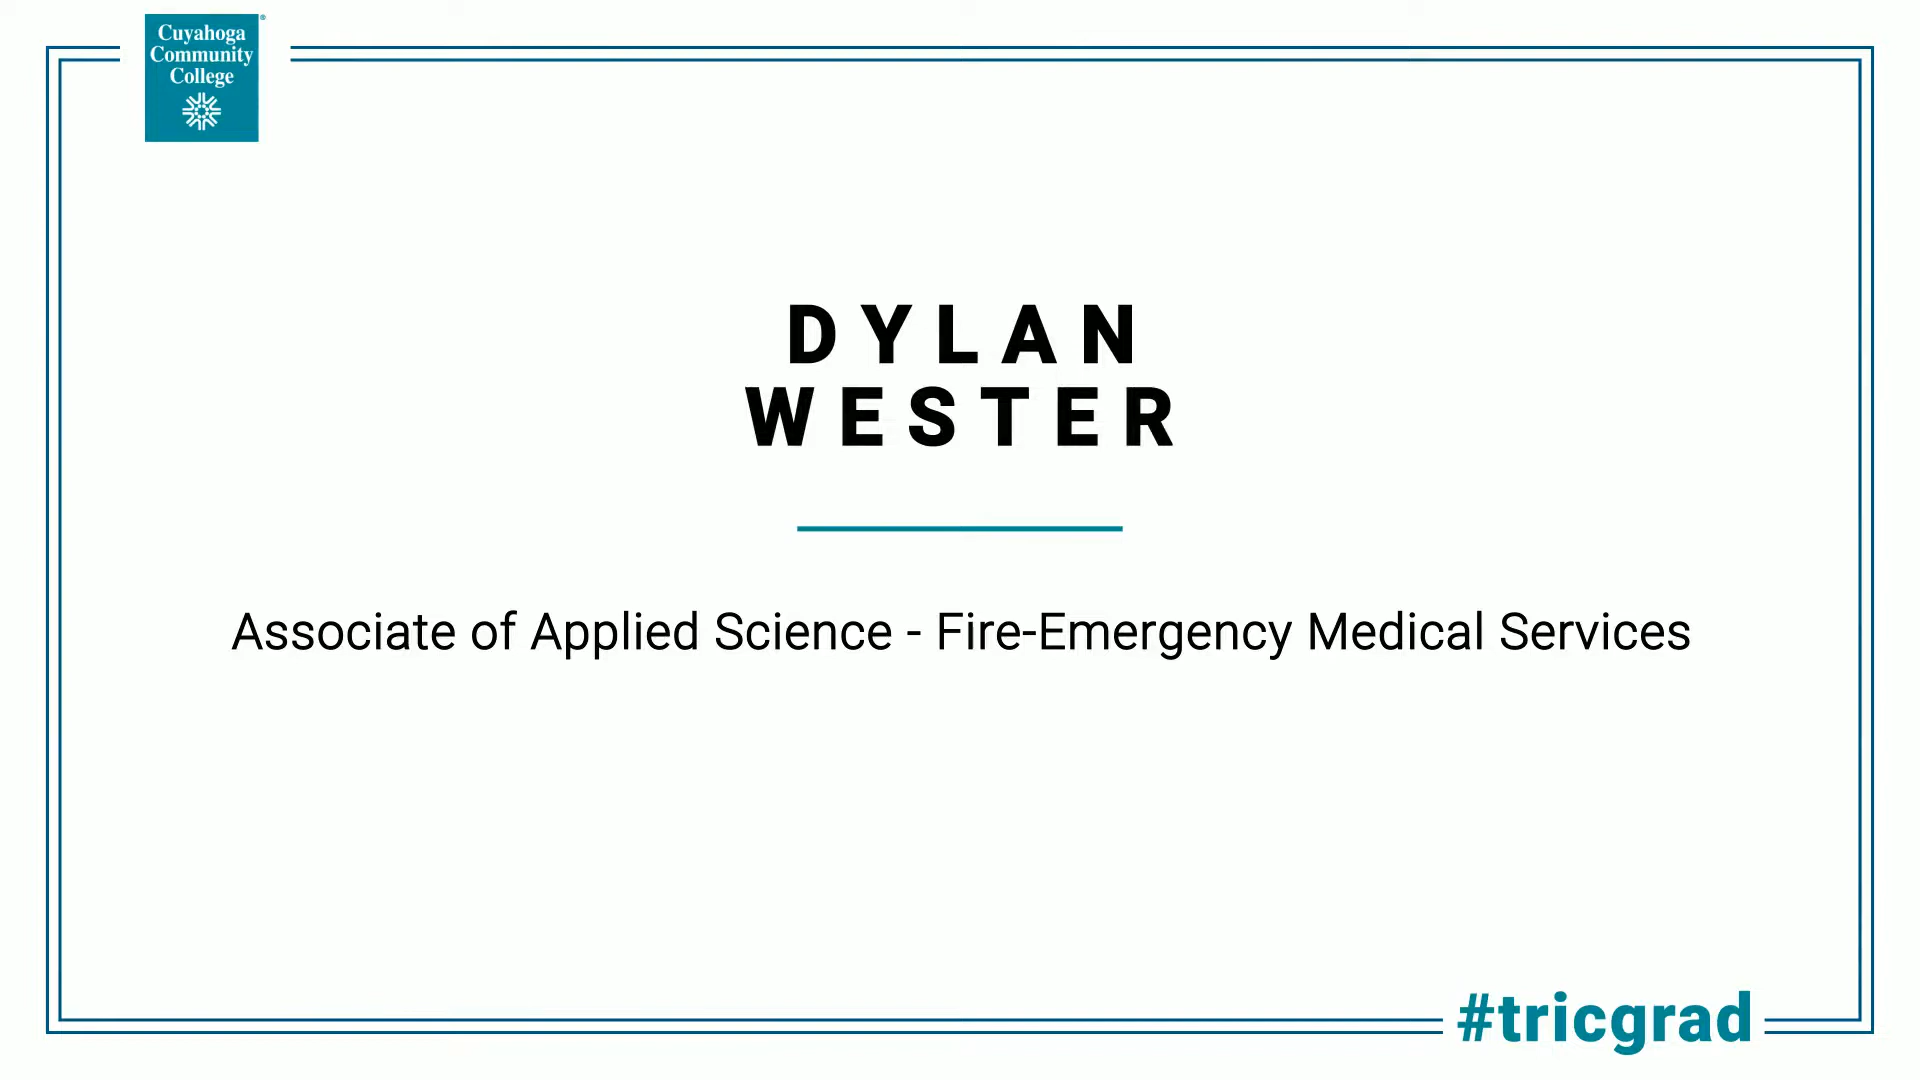 Cuyahoga
Community
College
DYLAN
WESTER
Associate of Applied Science - Fire-Emergency Medical Services
#tricgrad